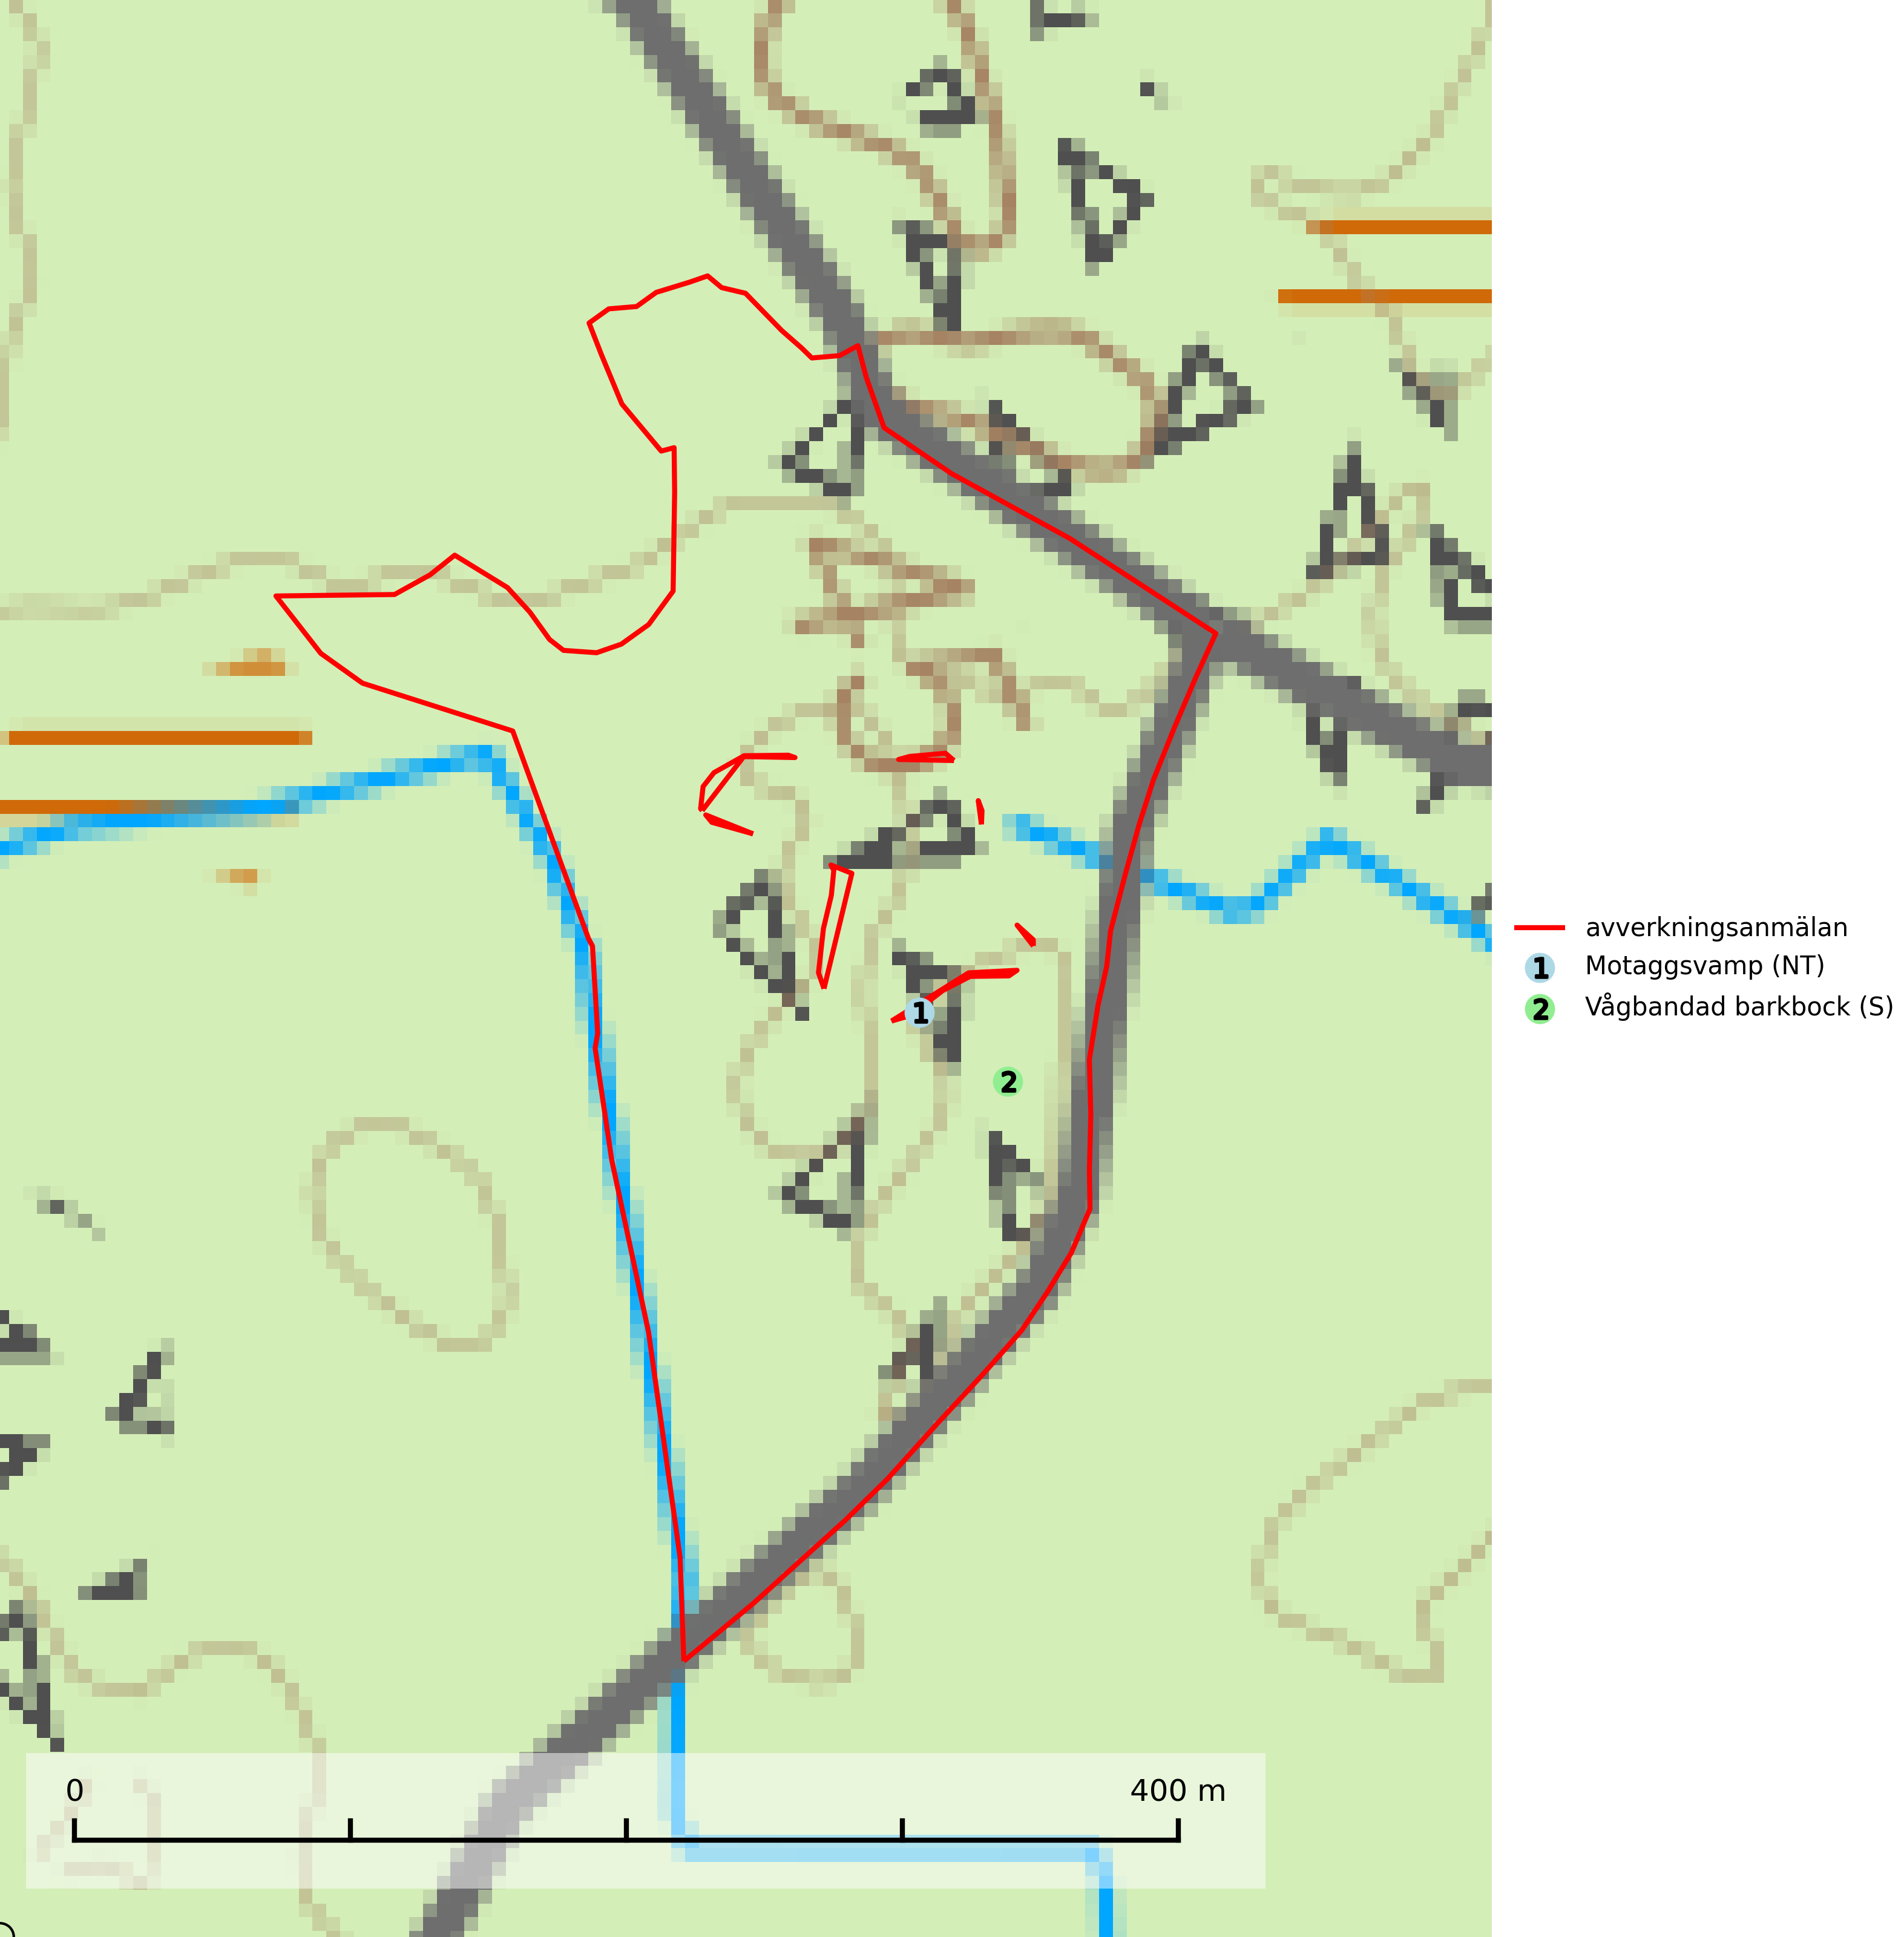 avverkningsanmälan
1 Motaggsvamp (NT)
2 Vågbandad barkbock (S)
1
2
0 400 m